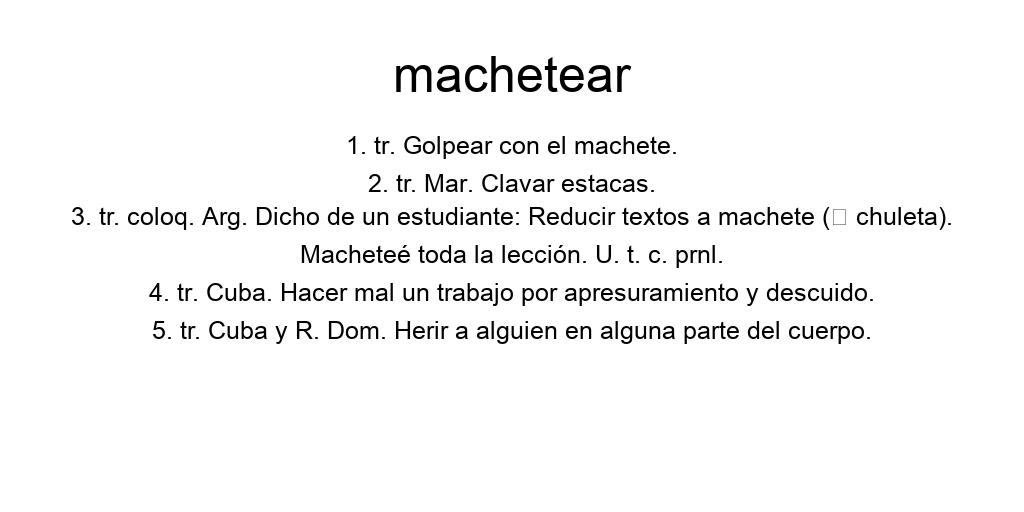 machetear
1. tr. Golpear con el machete.
2. tr. Mar. Clavar estacas.
3. tr. coloq. Arg. Dicho de un estudiante: Reducir textos a machete (□ chuleta).
Macheteé toda la lección. U. t. c. prnl.
4. tr. Cuba. Hacer mal un trabajo por apresuramiento y descuido.
5. tr. Cuba y R. Dom. Herir a alguien en alguna parte del cuerpo.